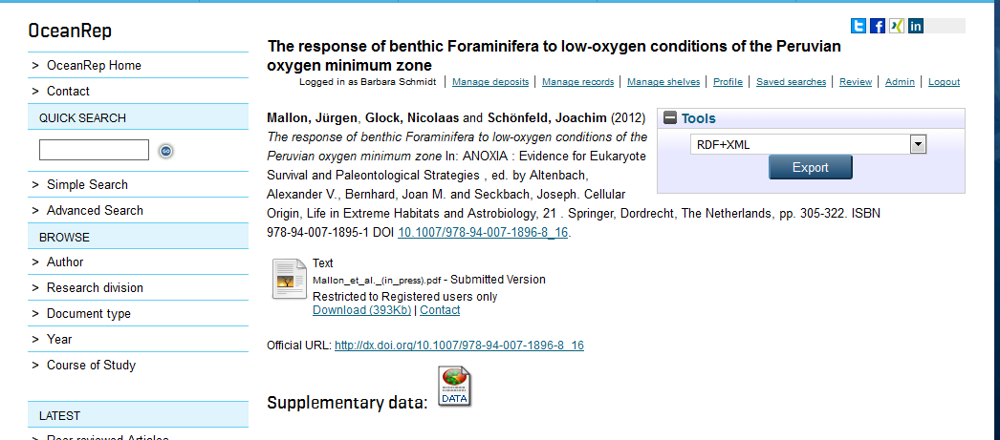 OceanRep
> OceanRep Home
> Contact
QUICK SEARCH
GO
> Simple Search
> Advanced Search
BROWSE
> Author
> Research division
> Document type
> Year
> Course of Study
LATEST
> Peer reviewed Articles
The response of benthic Foraminifera to low-oxygen conditions of the Peruvian
oxygen minimum zone
Logged in as Barbara Schmidt | Manage deposits | Manage records | Manage shelves | Profile | Saved searches | Review | Admin | Logout
Mallon, Jürgen, Glock, Nicolaas and Schönfeld, Joachim (2012)
The response of benthic Foraminifera to low-oxygen conditions of the
Peruvian oxygen minimum zone In: ANOXIA : Evidence for Eukaryote
Survival and Paleontological Strategies , ed. by Altenbach,
Alexander V., Bernhard, Joan M. and Seckbach, Joseph. Cellular
Origin, Life in Extreme Habitats and Astrobiology, 21 . Springer, Dordrecht, The Netherlands, pp. 305-322. ISBN
978-94-007-1895-1 DOI 10.1007/978-94-007-1896-8_16.
Tools
RDF+XML
Export
Text
Mallon_et_al._(in_press).pdf - Submitted Version
Restricted to Registered users only
Download (393Kb) | Contact
Official URL: http://dx.doi.org/10.1007/978-94-007-1896-8_16
Supplementary data:
DATA